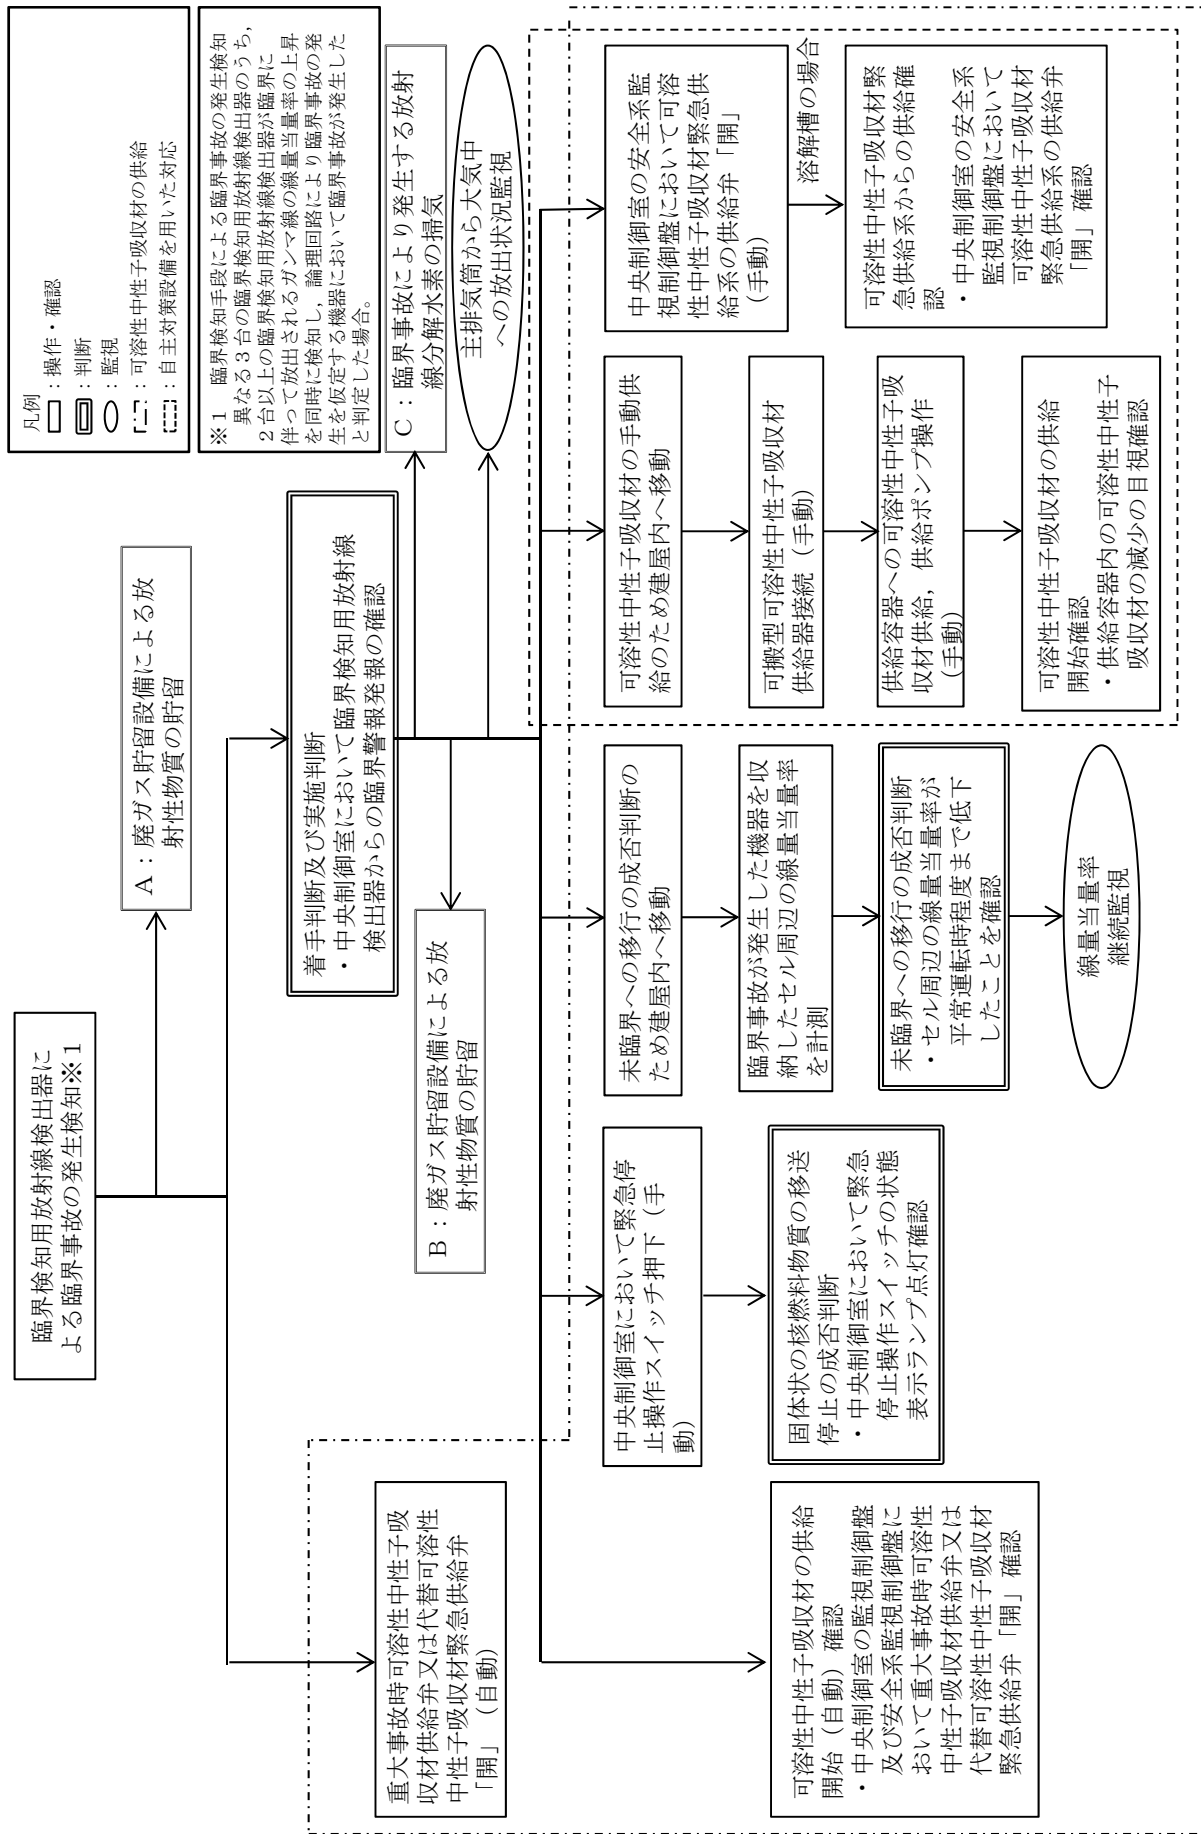 臨界検知用放射線検出器に
よる臨界事故の発生検知※１
A：廃ガス貯留設備による放
射性物質の貯留
着手判断及び実施判断
・中央制御室において臨界検知用放射線
検出器からの臨界警報発報の確認
B：廃ガス貯留設備による放
射性物質の貯留
C：臨界事故により発生する放射
線分解水素の掃気
主排気筒から大気中
への放出状況監視
重大事故時可溶性中性子吸
収材供給弁又は代替可溶性
中性子吸収材緊急供給弁
「開」（自動）
可溶性中性子吸収材の供給
開始（自動）確認
・中央制御室の監視制御盤
及び安全系監視制御盤に
おいて重大事故時可溶性
中性子吸収材供給弁又は
代替可溶性中性子吸収材
緊急供給弁「開」確認
中央制御室において緊急停
止操作スイッチ押下（手
動）
固体状の核燃料物質の移送
停止の成否判断
・中央制御室において緊急
停止操作スイッチの状態
表示ランプ点灯確認
未臨界への移行の成否判断の
ため建屋内へ移動
臨界事故が発生した機器を収
納したセル周辺の線量当量率
を計測
未臨界への移行の成否判断
・セル周辺の線量当量率が
平常運転時程度まで低下
したことを確認
線量当量率
継続監視
可溶性中性子吸収材の手動供
給のため建屋内へ移動
可搬型可溶性中性子吸収材
供給器接続（手動）
供給容器への可溶性中性子吸
収材供給，供給ポンプ操作
（手動）
可溶性中性子吸収材の供給
開始確認
・供給容器内の可溶性中性子
吸収材の減少の目視確認
中央制御室の安全系監
視制御盤において可溶
性中性子吸収材緊急供
給系の供給弁「開」
（手動）
溶解槽の場合
可溶性中性子吸収材緊
急供給系からの供給確
認
・中央制御室の安全系
監視制御盤において
可溶性中性子吸収材
緊急供給系の供給弁
「開」確認
凡例
：操作・確認
：判断
：監視
：可溶性中性子吸収材の供給
：自主対策設備を用いた対応
※１　臨界検知手段による臨界事故の発生検知
異なる３台の臨界検知用放射線検出器のうち，
２台以上の臨界検知用放射線検出器が臨界に
伴って放出されるガンマ線の線量当量率の上昇
を同時に検知し，論理回路により臨界事故の発
生を仮定する機器において臨界事故が発生した
と判定した場合。